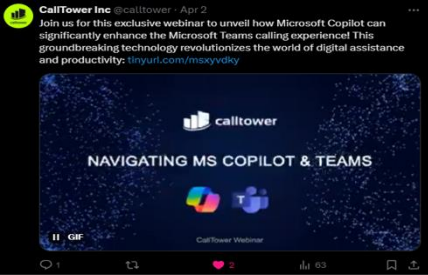 CallTower Inc @calltower · Apr 2
Join us for this exclusive webinar to unveil how Microsoft Copilot can
significantly enhance the Microsoft Teams calling experience! This
groundbreaking technology revolutionizes the world of digital assistance
and productivity: tinyurl.com/msxyvdky
calltower
NAVIGATING MS COPILOT & TEAMS
T
CallTower Webinar
GIF
1
2
63